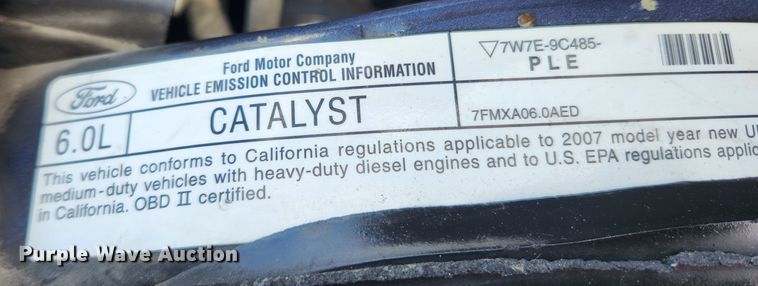 Ford Motor Company
VEHICLE EMISSION CONTROL INFORMATION
▽7W7E-9C485-
PLE
Ford
6.0L
CATALYST
7FMXA06.0AED
This vehicle conforms to California regulations applicable to 2007 model year new
medium-duty vehicles with heavy-duty diesel engines and to U.S. EPA regulations
in California. OBD II certified.
Purple Wave Auction